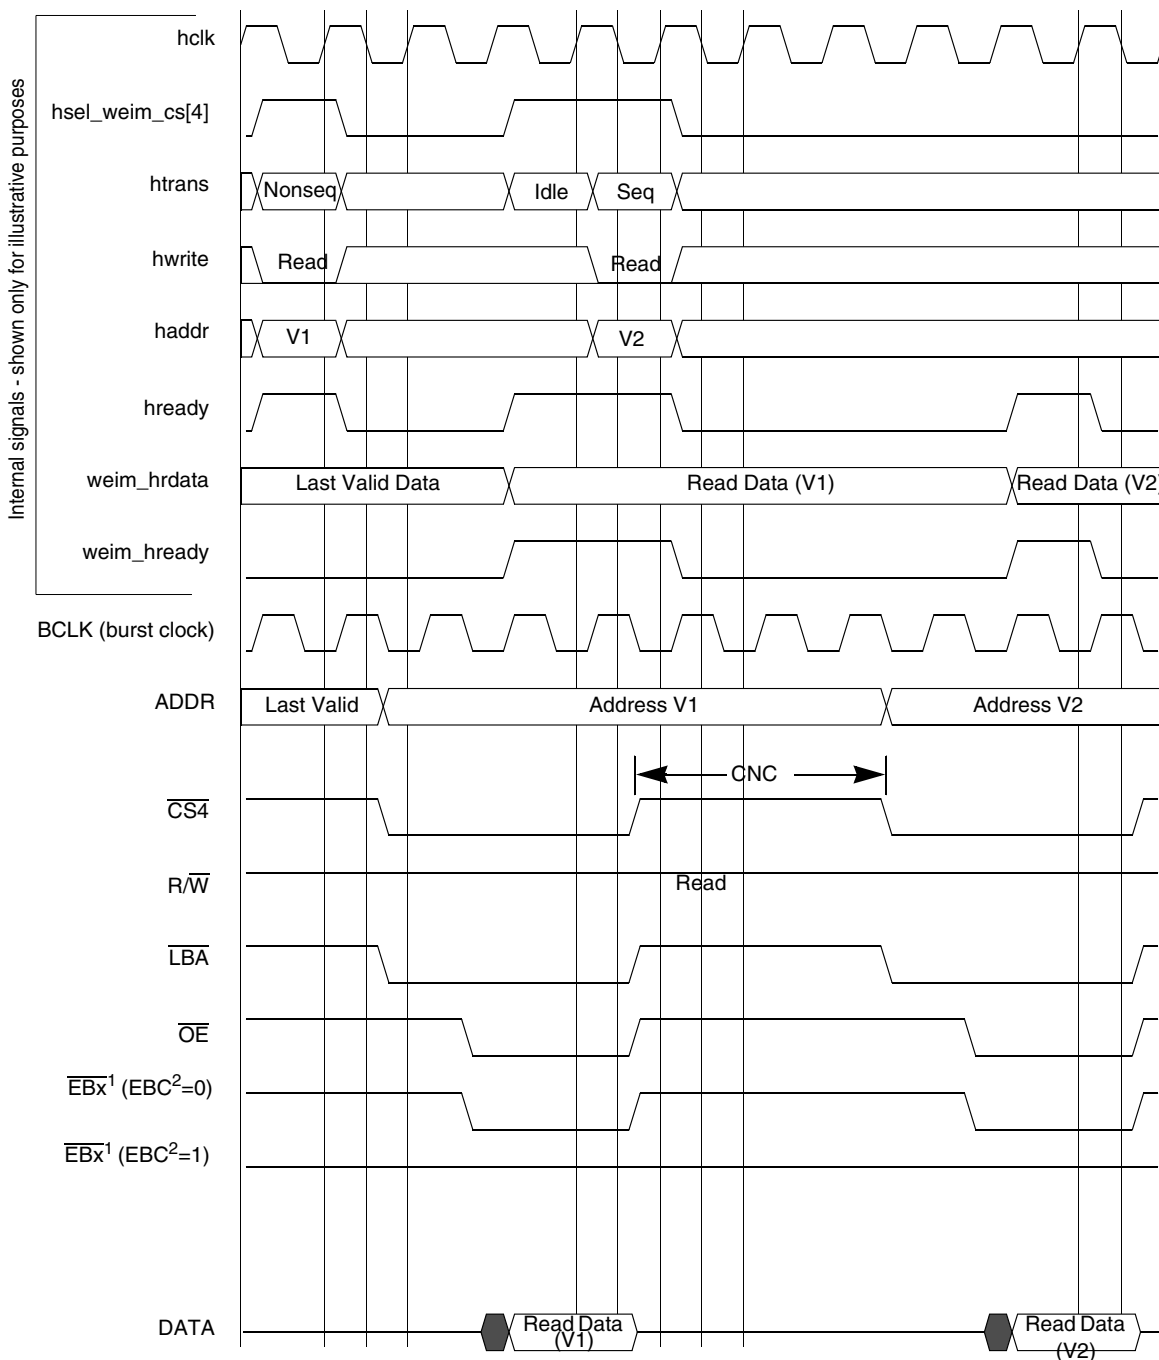 Internal signals - shown only for illustrative purposes
hclk
hsel_weim_cs[4]
htrans
Nonseq
Idle
Seq
hwrite
Read
Read
haddr
V1
V2
hready
weim_hrdata
Last Valid Data
Read Data (V1)
Read Data (V2)
weim_hready
BCLK (burst clock)
ADDR
Last Valid
Address V1
Address V2
CNC
CS4
R/W
Read
LBA
OE
EBx¹ (EBC²=0)
EBx¹ (EBC²=1)
DATA
Read Data
(V1)
Read Data
(V2)